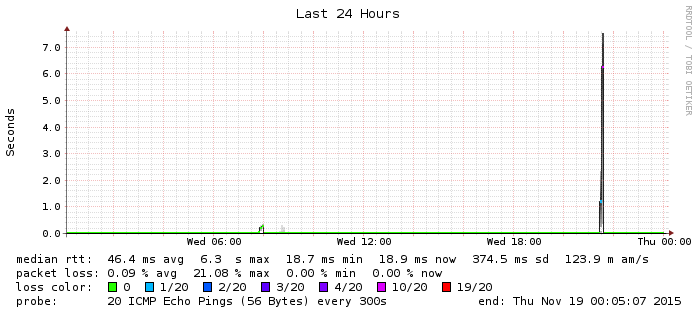 Last 24 Hours
RRDTOOL / TOBI OETIKER
Seconds
7.0
6.0
5.0
4.0
3.0
2.0
1.0
0.0
Wed 06:00 Wed 12:00 Wed 18:00 Thu 00:00
median rtt: 46.4 ms avg 6.3 s max 18.7 ms min 18.9 ms now 374.5 ms sd 123.9 m am/s
packet loss: 0.09 % avg 21.08 % max 0.00 % min 0.00 % now
loss color: 0 1/20 2/20 3/20 4/20 10/20 19/20
probe: 20 ICMP Echo Pings (56 Bytes) every 300s end: Thu Nov 19 00:05:07 2015